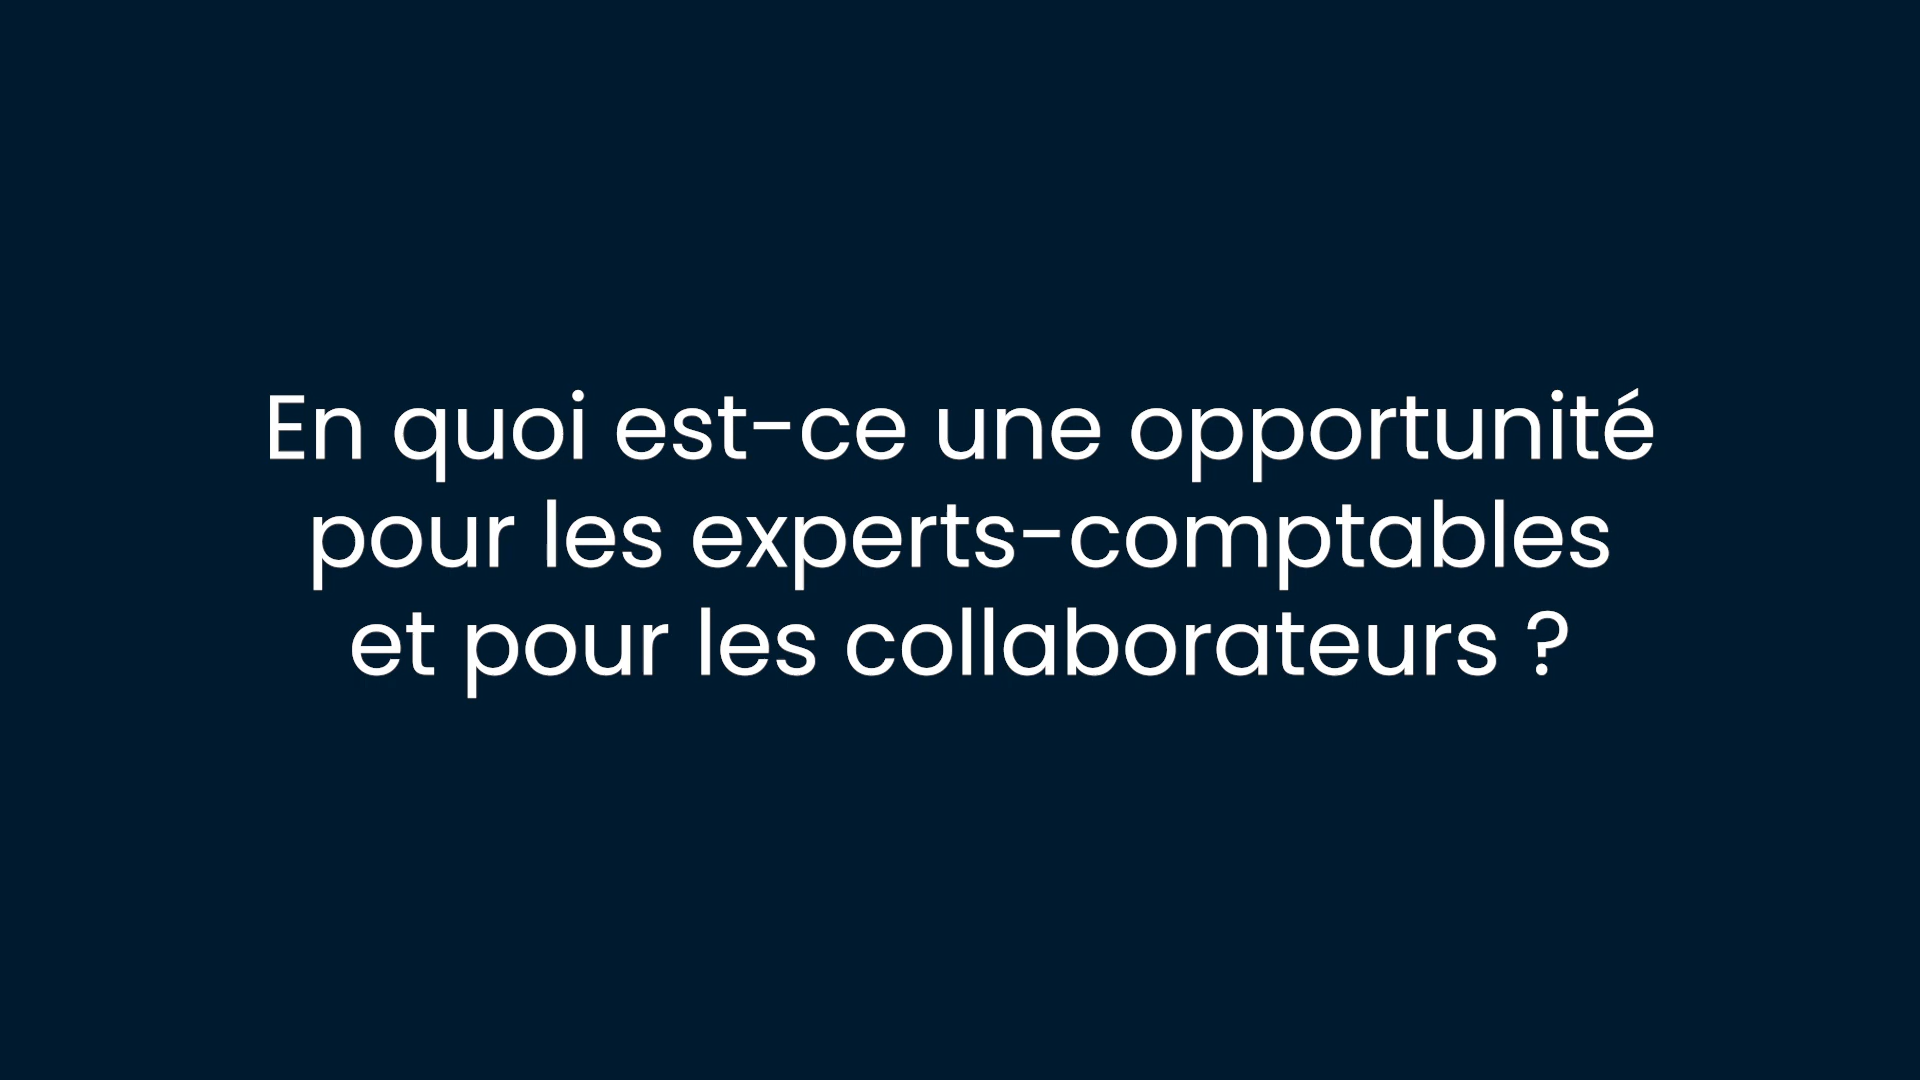 En quoi est-ce une opportunité
pour les experts-comptables
et pour les collaborateurs ?